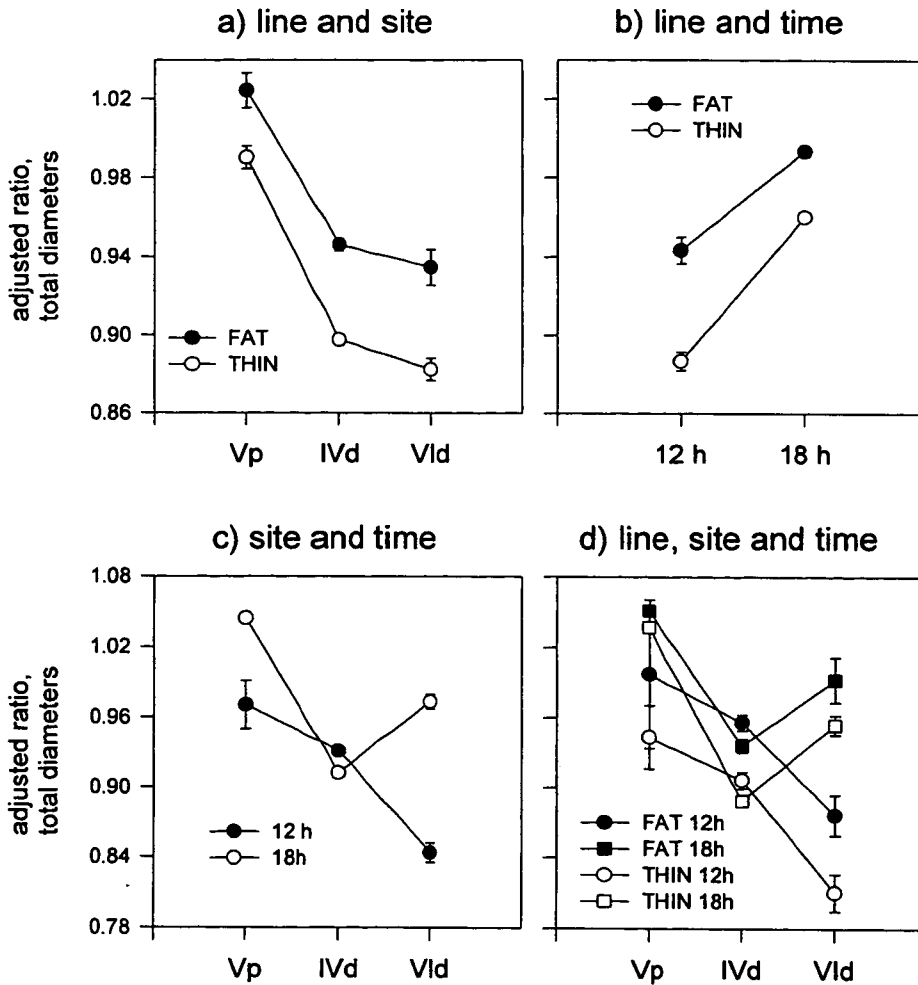 a) line and site
b) line and time
adjusted ratio,
total diameters
1.02
0.98
0.94
0.90
0.86
FAT
THIN
Vp IVd VId
FAT
THIN
12 h 18 h
c) site and time
d) line, site and time
adjusted ratio,
total diameters
1.08
1.02
0.96
0.90
0.84
0.78
12 h
18h
Vp IVd VId
FAT 12h
FAT 18h
THIN 12h
THIN 18h
Vp IVd VId